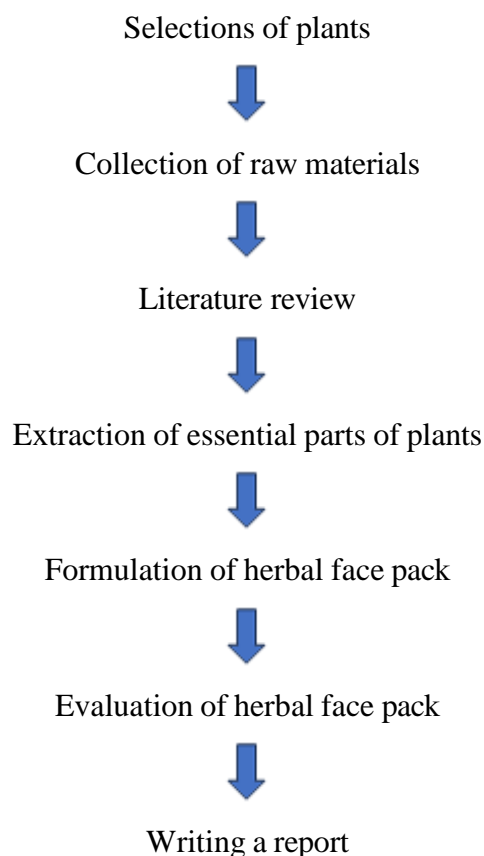 Selections of plants
Collection of raw materials
Literature review
Extraction of essential parts of plants
Formulation of herbal face pack
Evaluation of herbal face pack
Writing a report